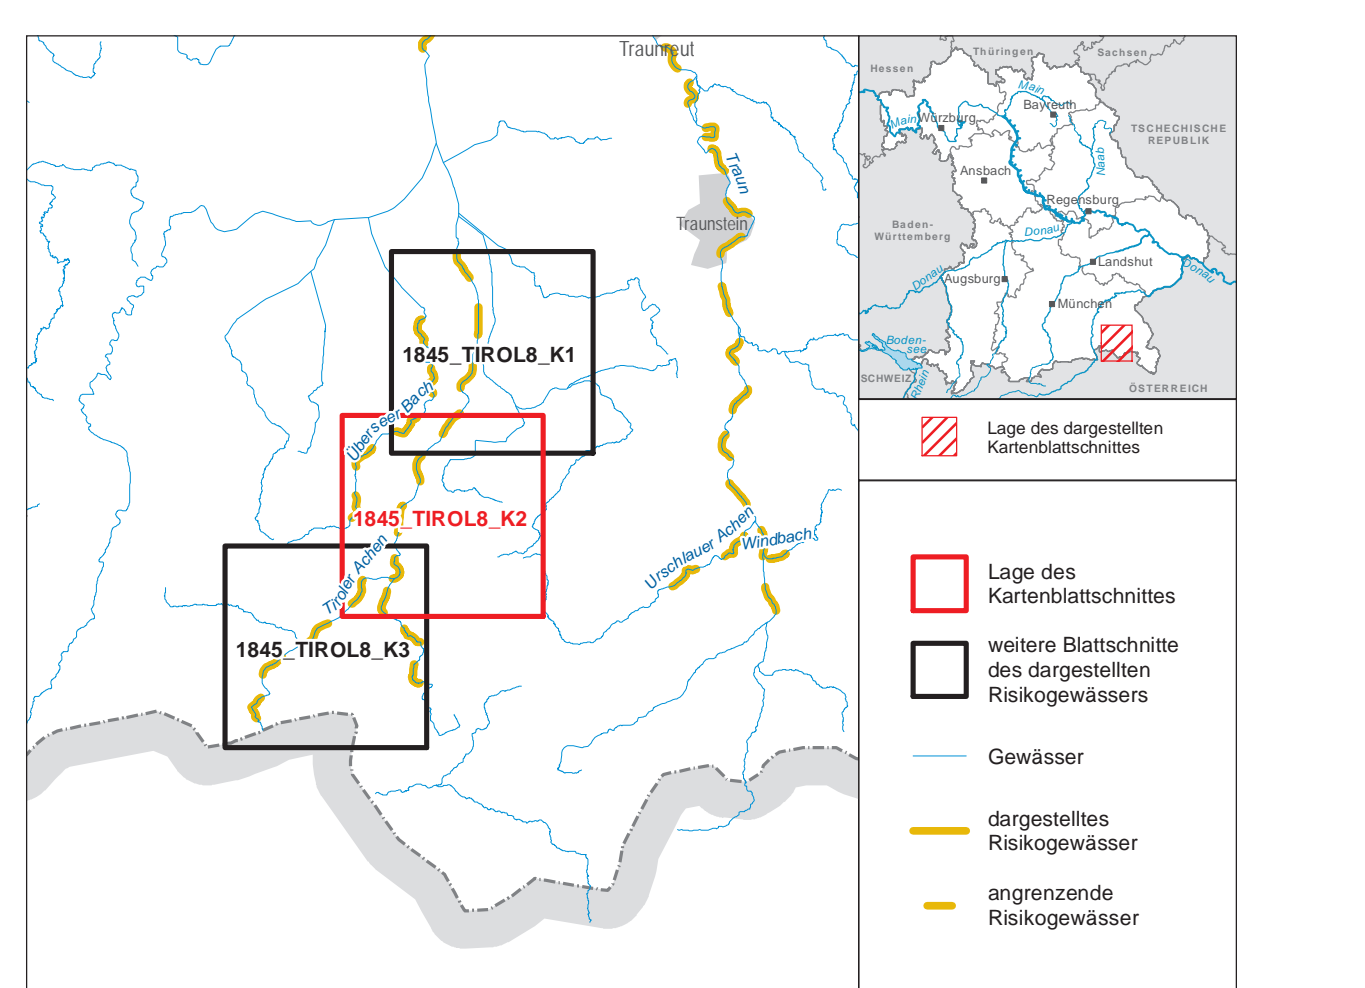 Traunreut
Traun
Traunstein
1845_TIROL8_K1
Überseer Bach
1845_TIROL8_K2
Tiroler Achen
Urschlauer Achen
Windbach
1845_TIROL8_K3
Thüringen
Sachsen
Hessen
Main
Bayreuth
Main
Würzburg
TSCHECHISCHE
REPUBLIK
Naab
Ansbach
Regensburg
Baden-
Württemberg
Donau
Landshut
Donau
Donau
Augsburg
München
Boden-
see
SCHWEIZ
Rhein
ÖSTERREICH
Lage des dargestellten
Kartenblattschnittes
Lage des
Kartenblattschnittes
weitere Blattschnitte
des dargestellten
Risikogewässers
Gewässer
dargestelltes
Risikogewässer
angrenzende
Risikogewässer